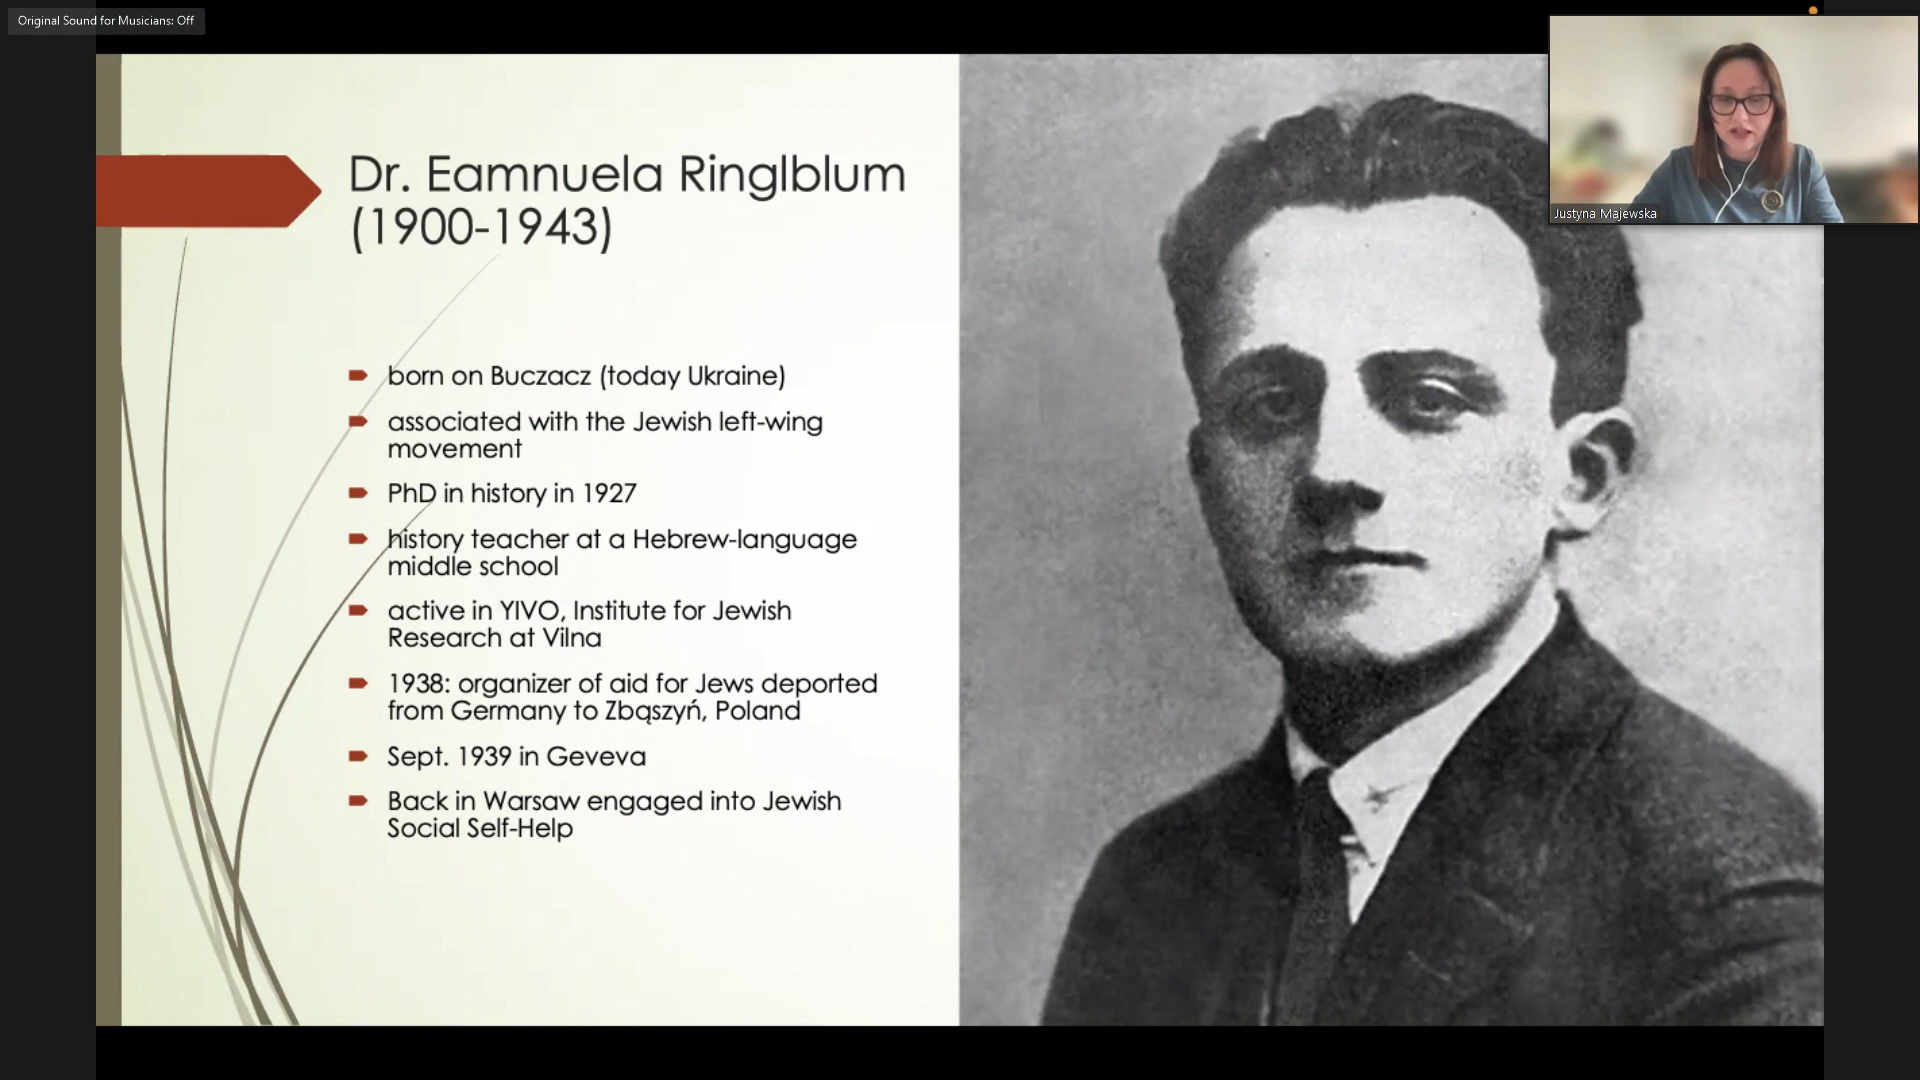 Original Sound for Musicians: Off
Justyna Majewska
Dr. Eamnuela Ringlblum
(1900-1943)
born on Buczacz (today Ukraine)
associated with the Jewish left-wing
movement
PhD in history in 1927
history teacher at a Hebrew-language
middle school
active in YIVO, Institute for Jewish
Research at Vilna
1938: organizer of aid for Jews deported
from Germany to Zbąszyń, Poland
Sept. 1939 in Geveva
Back in Warsaw engaged into Jewish
Social Self-Help